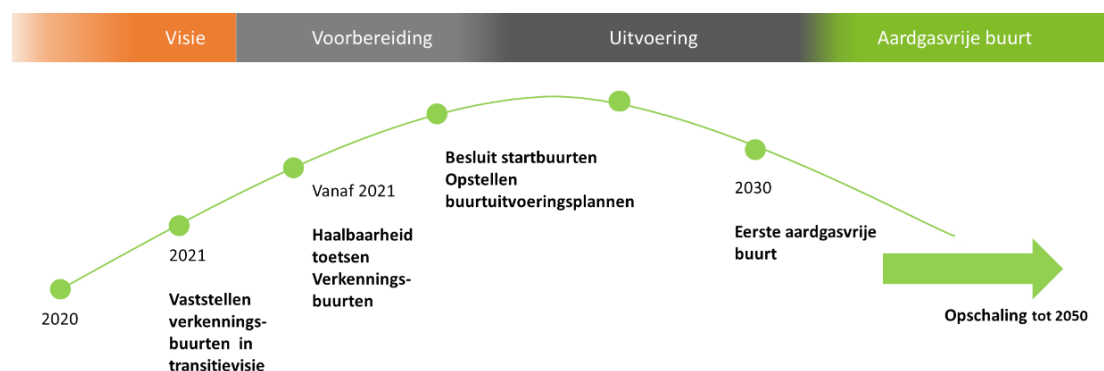 Visie
Voorbereiding
Uitvoering
Aardgasvrije buurt
2020
2021
Vaststellen
verkennings-
buurten in
transitievisie
Vanaf 2021
Haalbaarheid
toetsen
Verkennings-
buurten
Besluit startbuurten
Opstellen
buurtuitvoeringsplannen
2030
Eerste aardgasvrije
buurt
Opschaling tot 2050